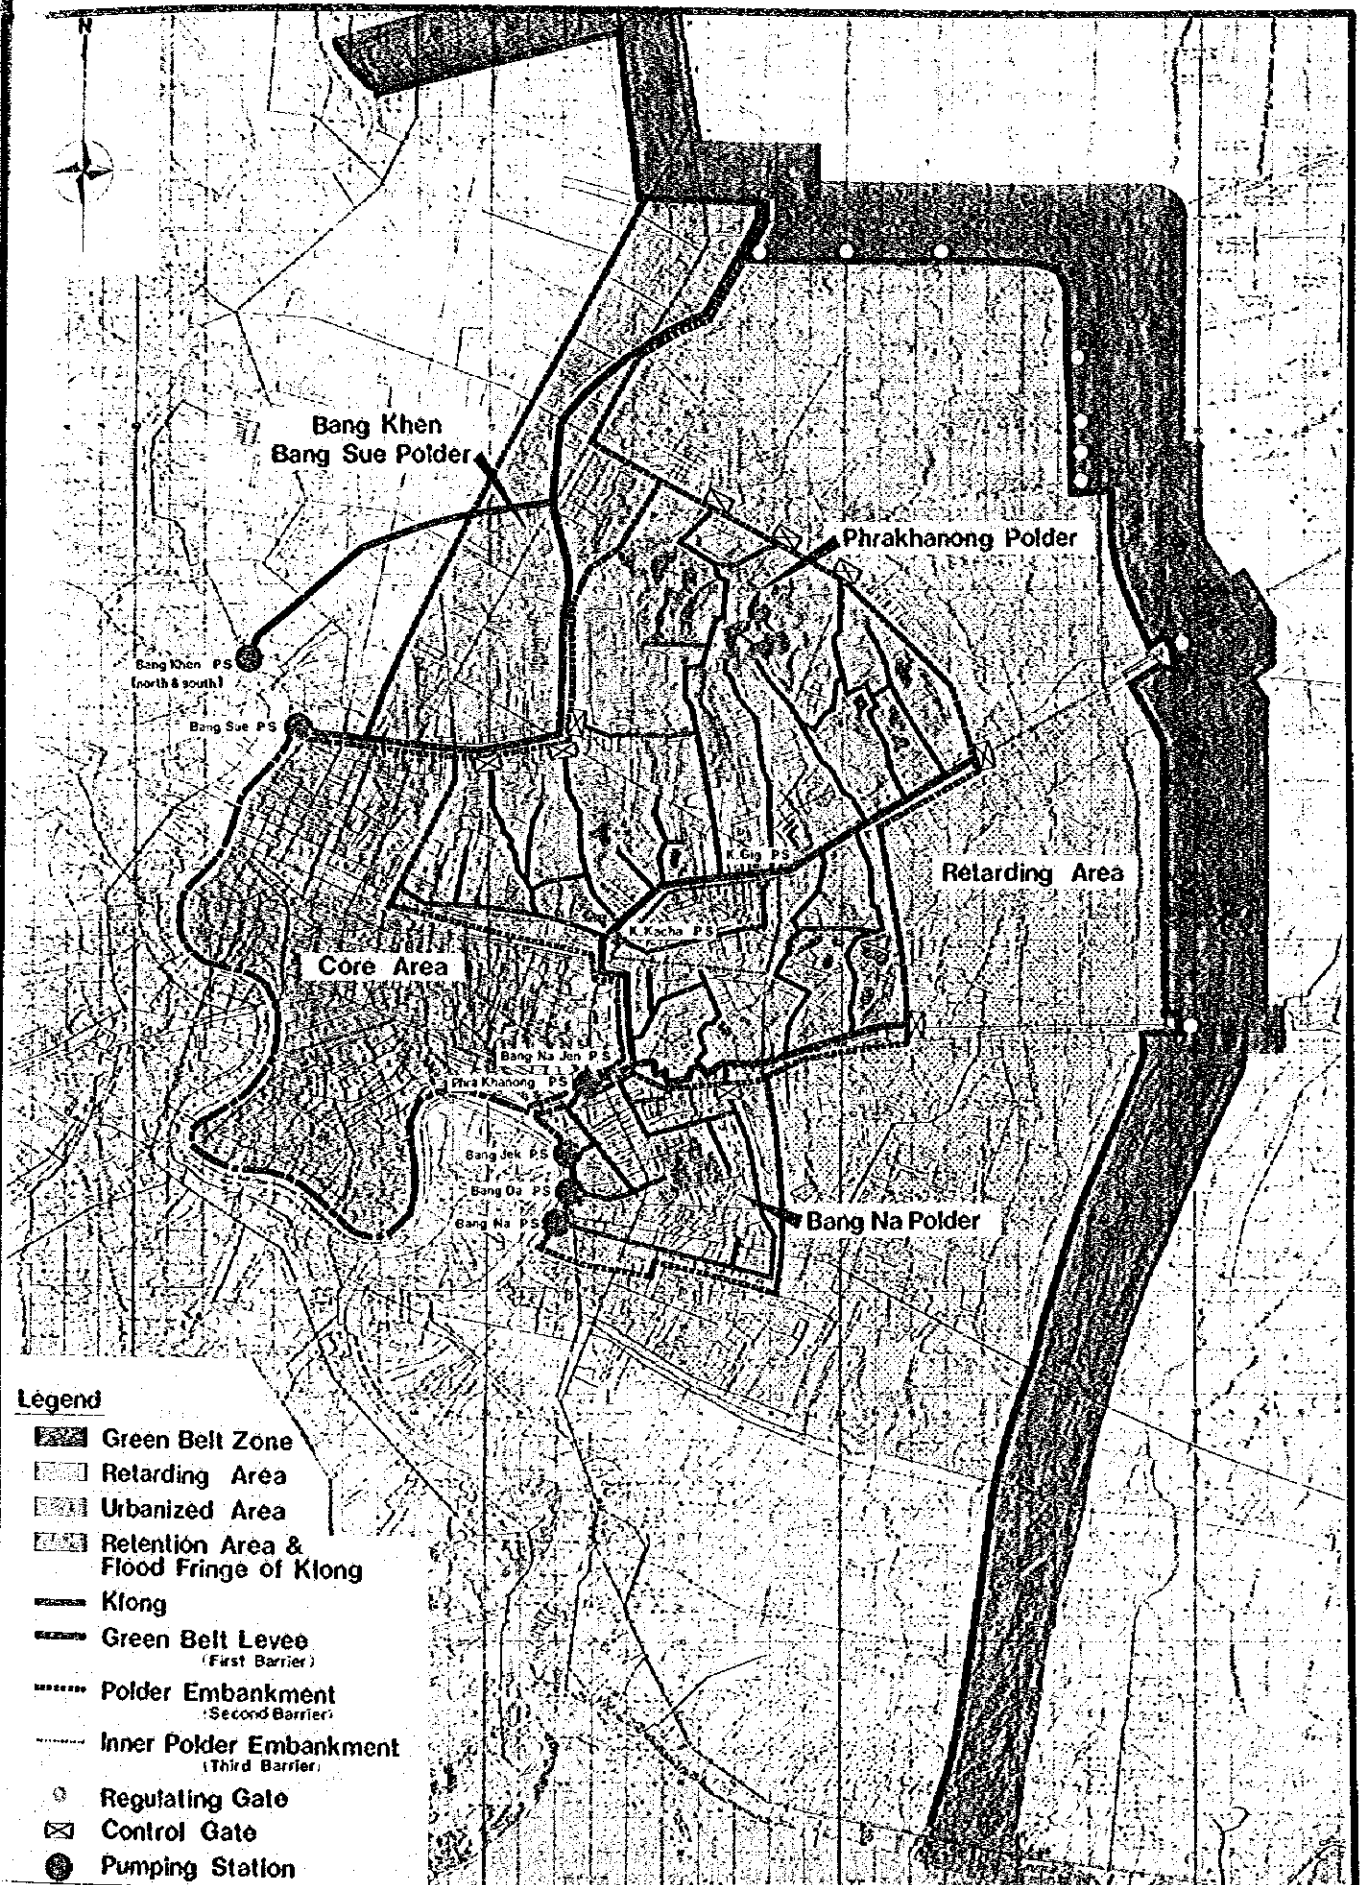 N
Bang Khen
Bang Sue Polder
Phrakhanong Polder
Bang Khen PS
(north & south)
Bang Sue PS
K.Gig PS
Retarding Area
K.Kacha PS
Core Area
Bang Na Jen PS
Phra Khanong PS
Bang Jek PS
Bang Oa PS
Bang Na PS
Bang Na Polder
Legend
Green Belt Zone
Retarding Area
Urbanized Area
Retention Area &
Flood Fringe of Klong
Klong
Green Belt Levee
(First Barrier)
Polder Embankment
(Second Barrier)
Inner Polder Embankment
(Third Barrier)
Regulating Gate
Control Gate
Pumping Station